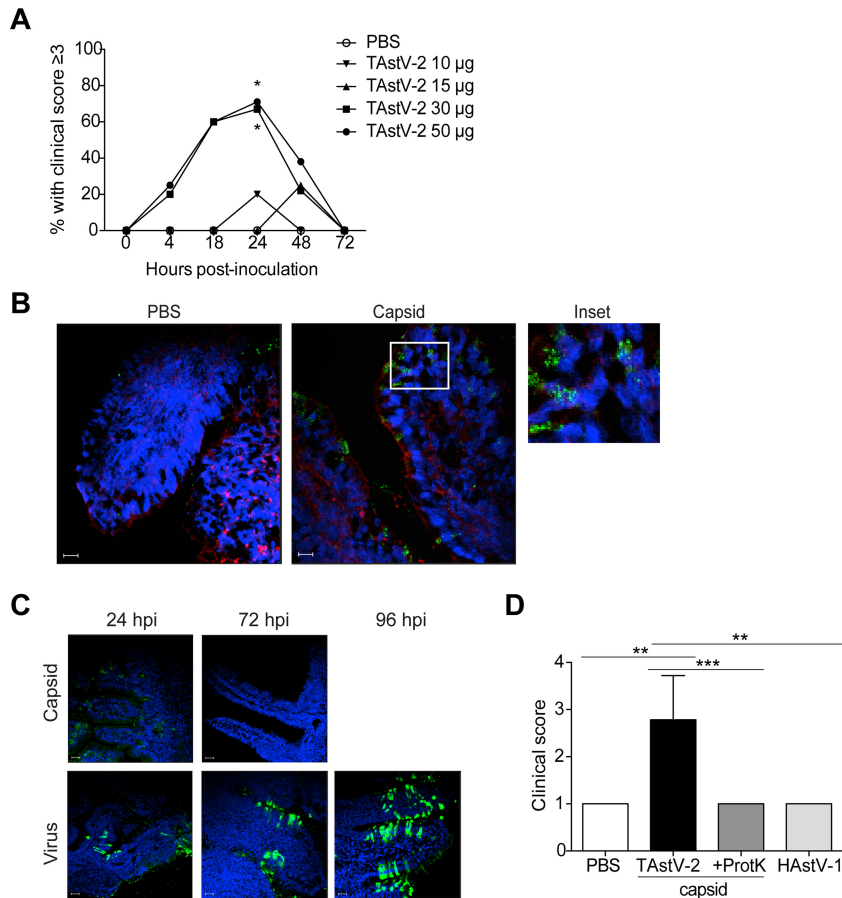 A
% with clinical score ≥3
100
80
60
40
20
0
*
*
0 4 18 24 48 72
Hours post-inoculation
PBS
TAstV-2 10 µg
TAstV-2 15 µg
TAstV-2 30 µg
TAstV-2 50 µg
B
PBS Capsid Inset
C
24 hpi 72 hpi 96 hpi
Capsid
Virus
D
Clinical score
4
3
2
1
0
**
** ***
PBS TAstV-2 +ProtK HAstV-1
capsid